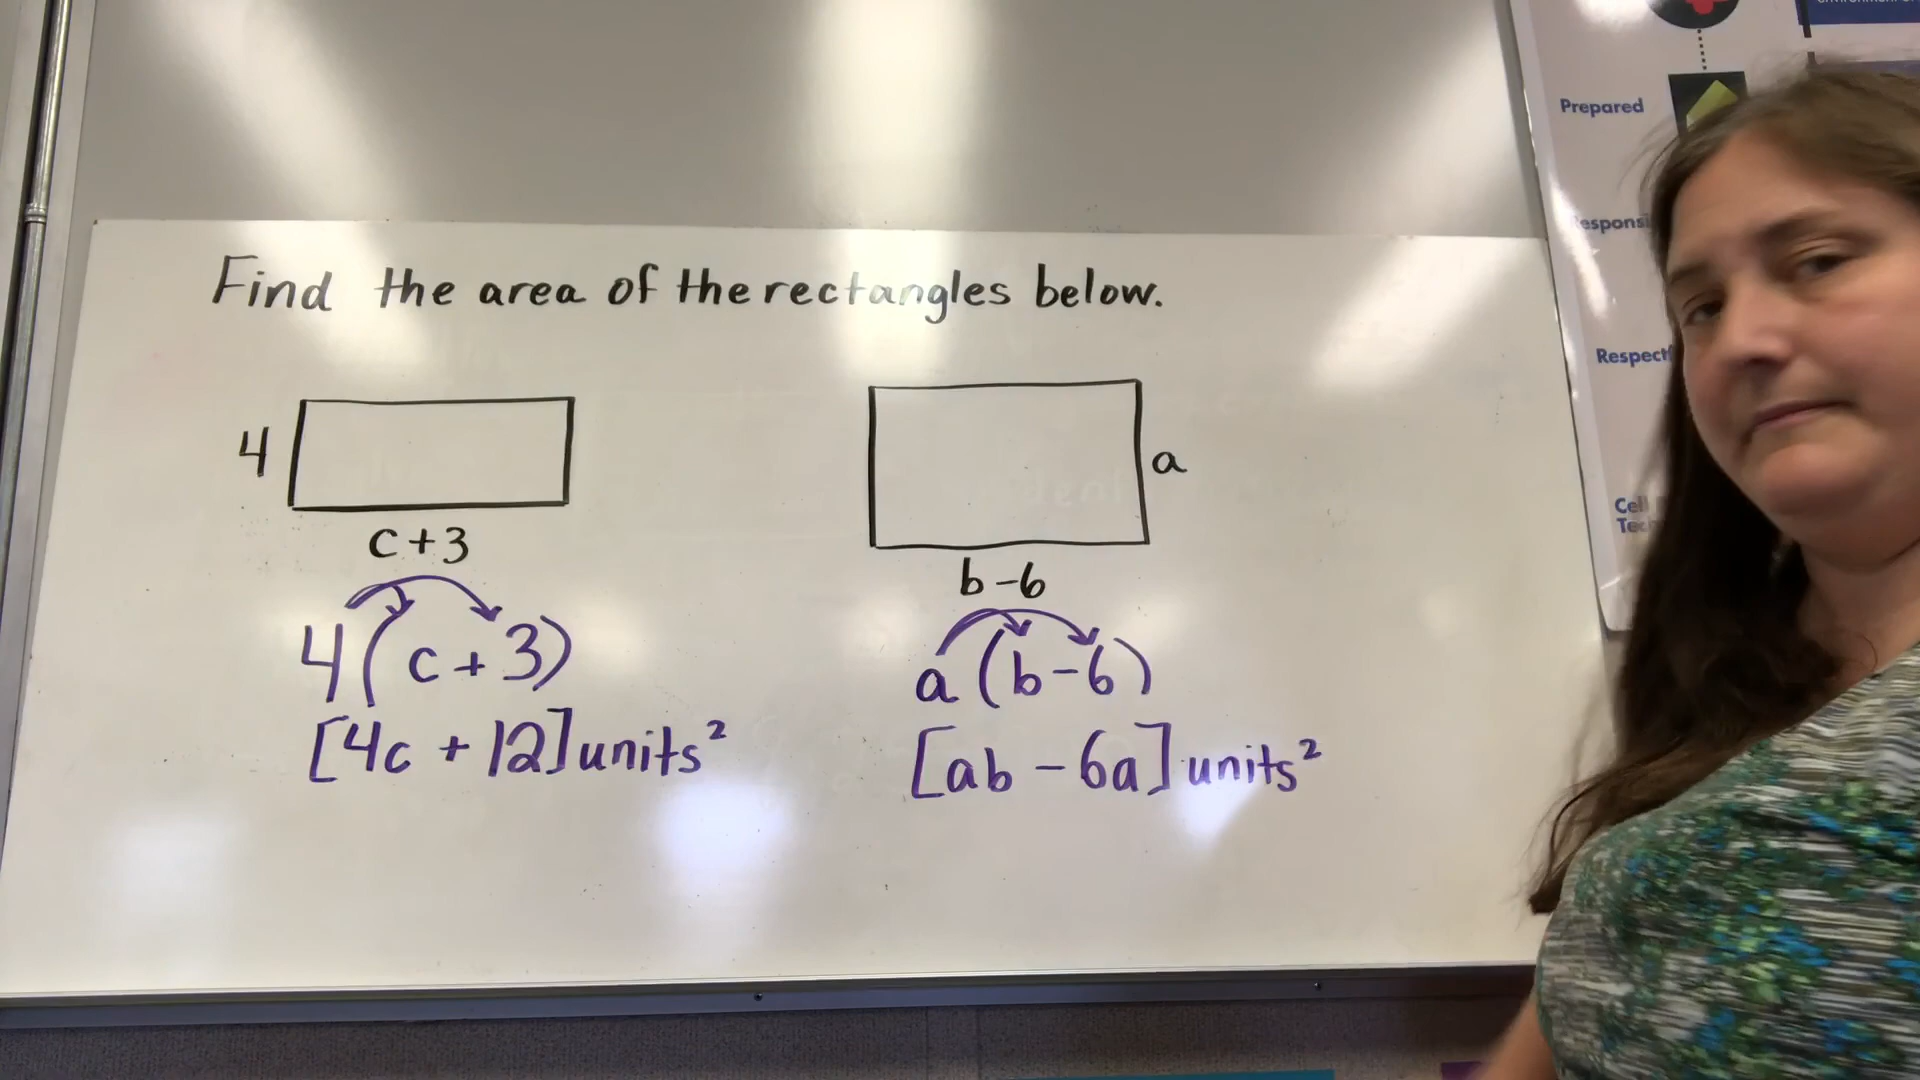 Find the area of the rectangles below.
4
c+3
4(c+3)
[4c + 12] units²
a
b-6
a(b-6)
[ab - 6a] units²
Prepared
Cell